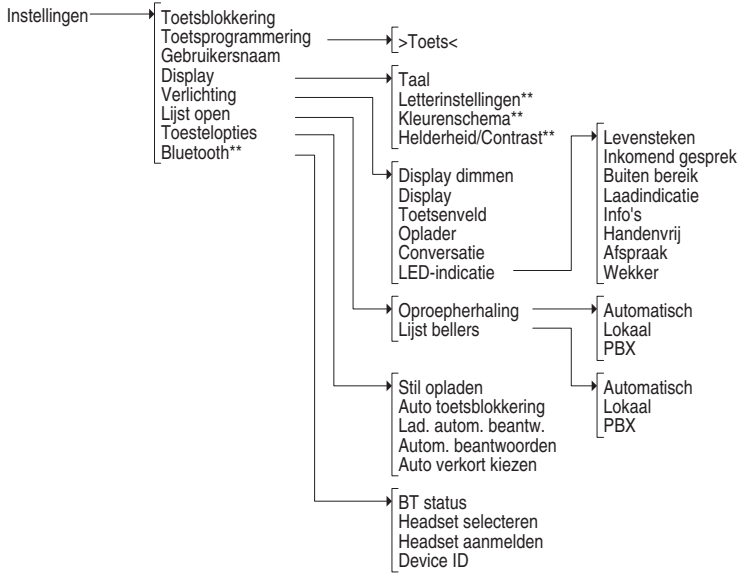 Instellingen
Toetsblokkering
Toetsprogrammering
Gebruikersnaam
Display
Verlichting
Lijst open
Toestelopties
Bluetooth**
>Toets<
Taal
Letterinstellingen**
Kleurenschema**
Helderheid/Contrast**
Display dimmen
Display
Toetsenveld
Oplader
Conversatie
LED-indicatie
Levensteken
Inkomend gesprek
Buiten bereik
Laadindicatie
Info's
Handenvrij
Afspraak
Wekker
Oproepherhaling
Lijst bellers
Automatisch
Lokaal
PBX
Automatisch
Lokaal
PBX
Stil opladen
Auto toetsblokkering
Lad. autom. beantw.
Autom. beantwoorden
Auto verkort kiezen
BT status
Headset selecteren
Headset aanmelden
Device ID